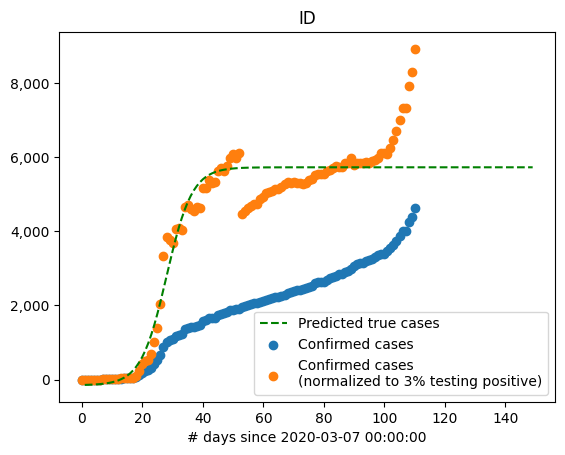 ID
8,000
6,000
4,000
2,000
0
Predicted true cases
Confirmed cases
Confirmed cases
(normalized to 3% testing positive)
0 20 40 60 80 100 120 140
# days since 2020-03-07 00:00:00